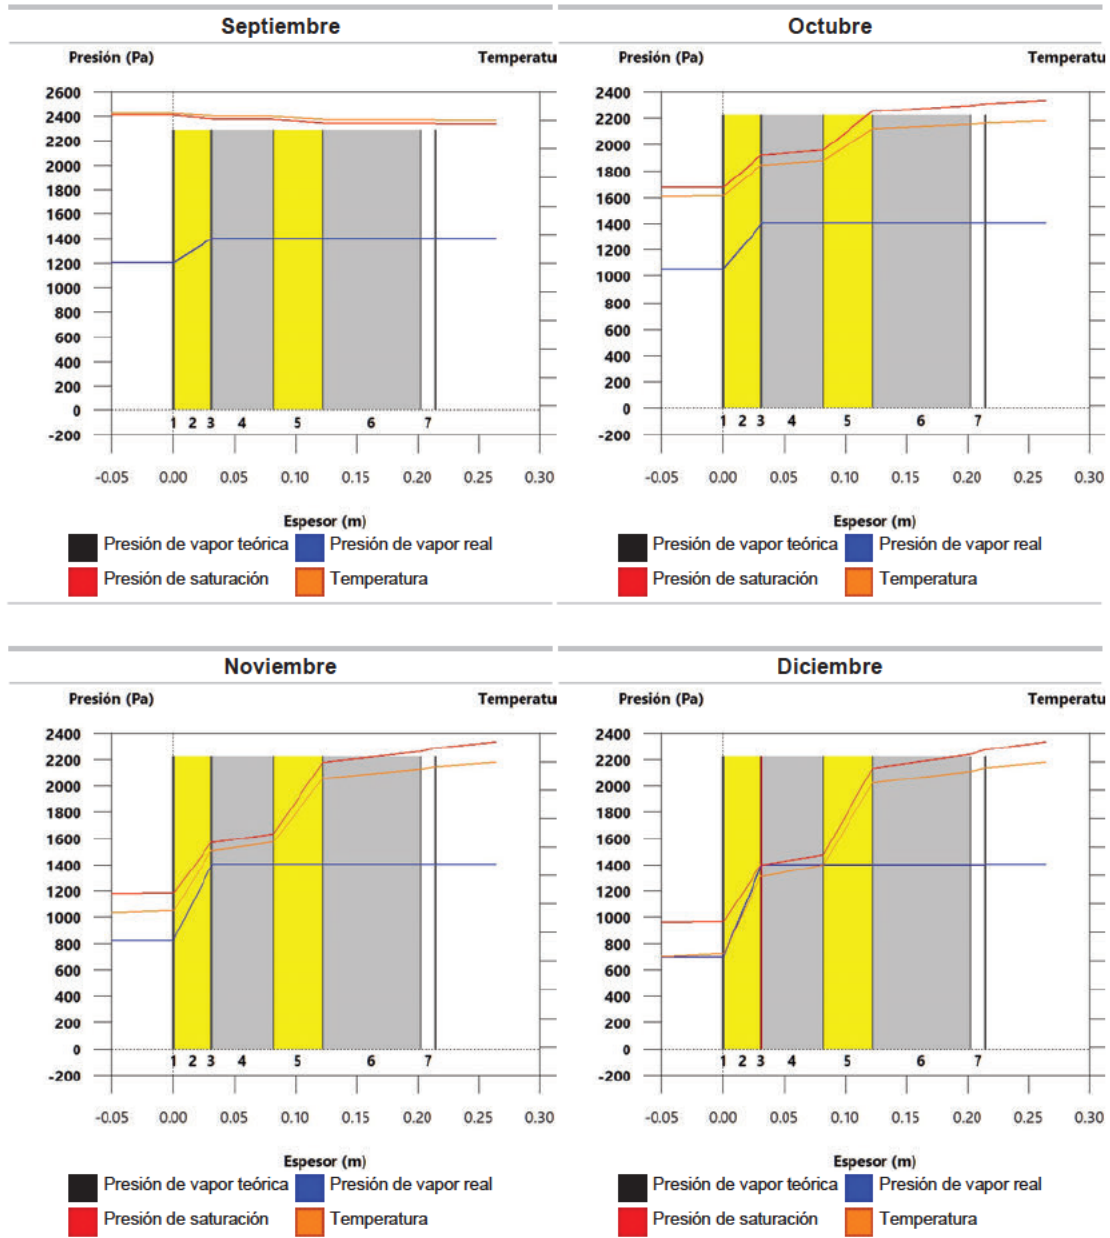 Septiembre
Presión (Pa) Temperatu
2600
2400
2200
2000
1800
1600
1400
1200
1000
800
600
400
200
0
-200
1 2 3 4 5 6 7
-0.05 0.00 0.05 0.10 0.15 0.20 0.25 0.30
Espesor (m)
Presión de vapor teórica Presión de vapor real
Presión de saturación Temperatura
Octubre
Presión (Pa) Temperatu
2400
2200
2000
1800
1600
1400
1200
1000
800
600
400
200
0
-200
1 2 3 4 5 6 7
-0.05 0.00 0.05 0.10 0.15 0.20 0.25 0.30
Espesor (m)
Presión de vapor teórica Presión de vapor real
Presión de saturación Temperatura
Noviembre
Presión (Pa) Temperatu
2400
2200
2000
1800
1600
1400
1200
1000
800
600
400
200
0
-200
1 2 3 4 5 6 7
-0.05 0.00 0.05 0.10 0.15 0.20 0.25 0.30
Espesor (m)
Presión de vapor teórica Presión de vapor real
Presión de saturación Temperatura
Diciembre
Presión (Pa) Temperatu
2400
2200
2000
1800
1600
1400
1200
1000
800
600
400
200
0
-200
1 2 3 4 5 6 7
-0.05 0.00 0.05 0.10 0.15 0.20 0.25 0.30
Espesor (m)
Presión de vapor teórica Presión de vapor real
Presión de saturación Temperatura